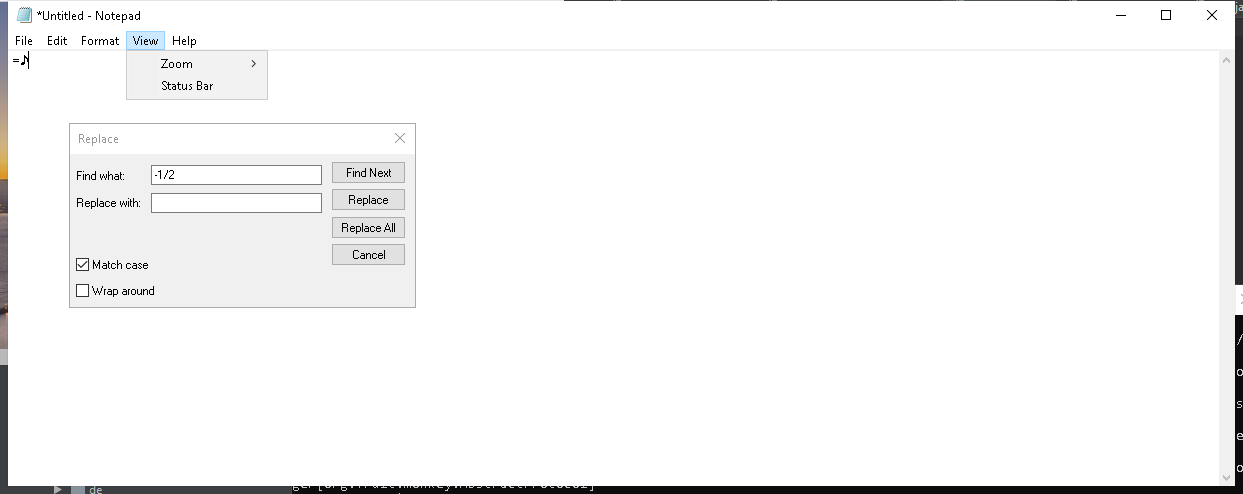 *Untitled - Notepad
File Edit Format View Help
=♪
Zoom
Status Bar
Replace
Find what: -1/2 Find Next
Replace with: Replace
Replace All
Cancel
Match case
Wrap around
de